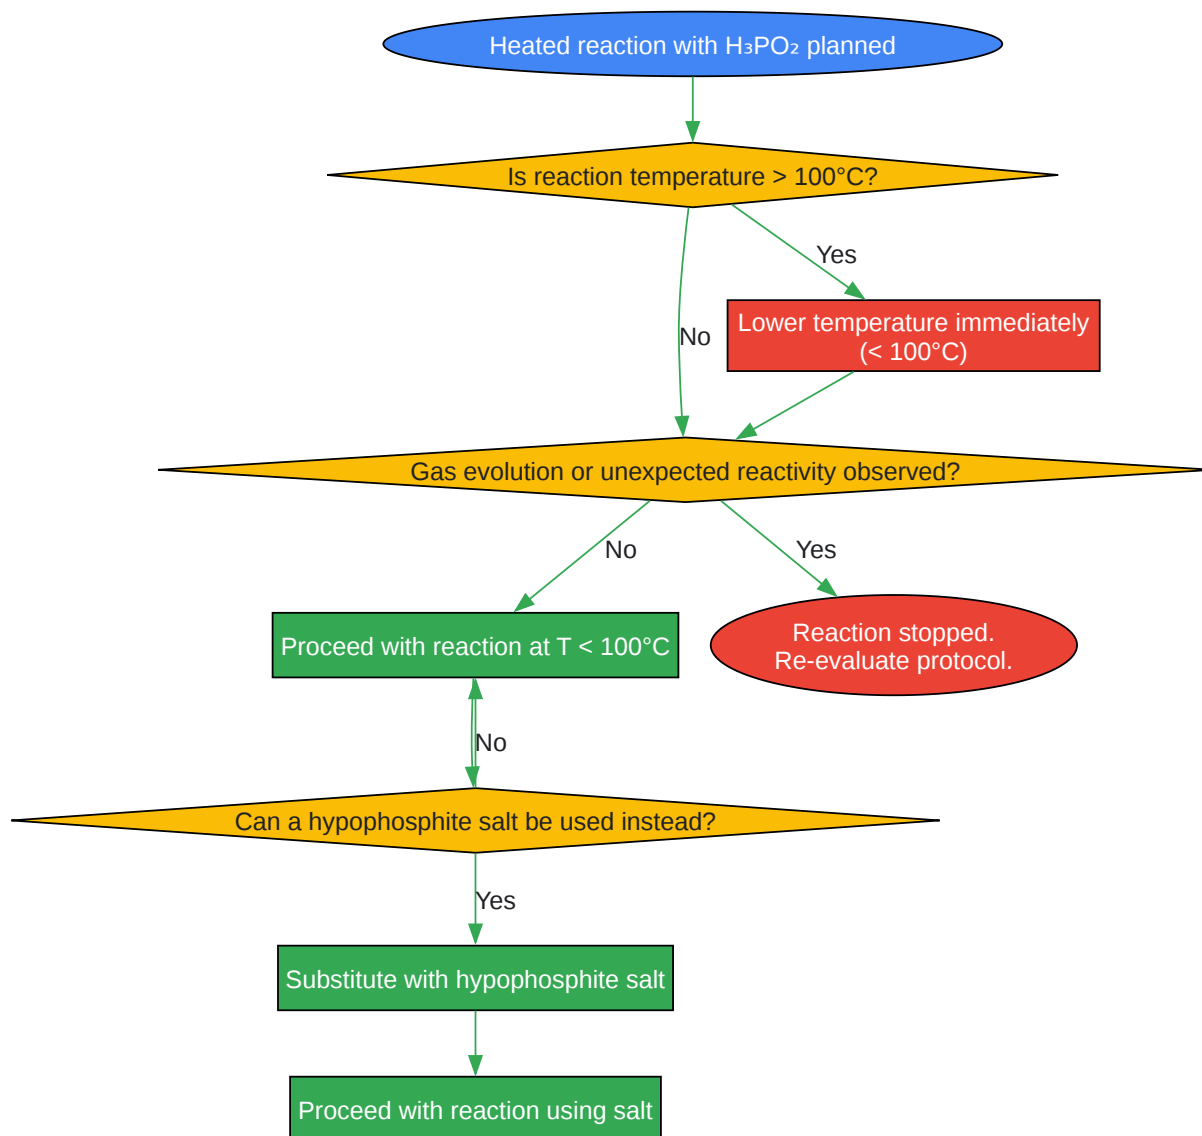 Heated reaction with H₃PO₂ planned
Is reaction temperature > 100°C?
Yes
Lower temperature immediately
(< 100°C)
No
Gas evolution or unexpected reactivity observed?
No
Yes
Proceed with reaction at T < 100°C
Reaction stopped.
Re-evaluate protocol.
No
Can a hypophosphite salt be used instead?
Yes
Substitute with hypophosphite salt
Proceed with reaction using salt